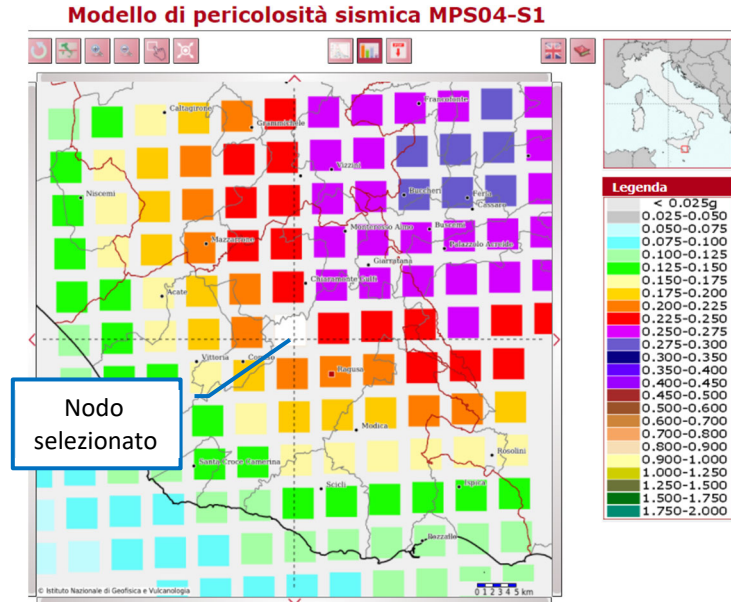 Modello di pericolosità sismica MPS04-S1
Caltagirone
Francofonte
Grammichele
Vizzini
Niscemi
Buccheri
Ferla
Cassaro
Mazzarrone
Monterosso Almo
Buscemi
Palazzolo Acreide
Giarratana
Chiaramonte Gulfi
Acate
Vittoria
Comiso
Ragusa
Nodo
selezionato
Modica
Santa Croce Camerina
Rosolini
Scicli
Ispica
Pozzallo
© Istituto Nazionale di Geofisica e Vulcanologia
0 1 2 3 4 5 km
Legenda
< 0.025g
0.025-0.050
0.050-0.075
0.075-0.100
0.100-0.125
0.125-0.150
0.150-0.175
0.175-0.200
0.200-0.225
0.225-0.250
0.250-0.275
0.275-0.300
0.300-0.350
0.350-0.400
0.400-0.450
0.450-0.500
0.500-0.600
0.600-0.700
0.700-0.800
0.800-0.900
0.900-1.000
1.000-1.250
1.250-1.500
1.500-1.750
1.750-2.000